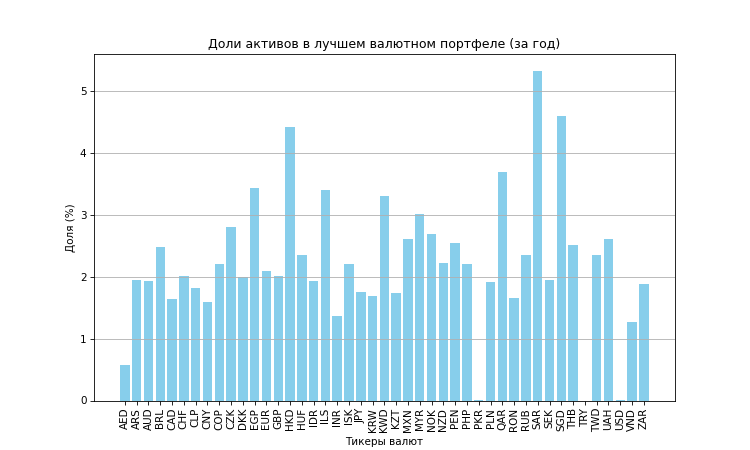 Доли активов в лучшем валютном портфеле (за год)
Доля (%)
5
4
3
2
1
0
AED ARS AUD BRL CAD CHF CLP CNY COP CZK DKK EGP EUR GBP HKD HUF IDR ILS INR ISK JPY KRW KWD KZT MXN MYR NOK NZD PEN PHP PKR PLN QAR RON RUB SAR SEK SGD THB TRY TWD UAH USD VND ZAR
Тикеры валют